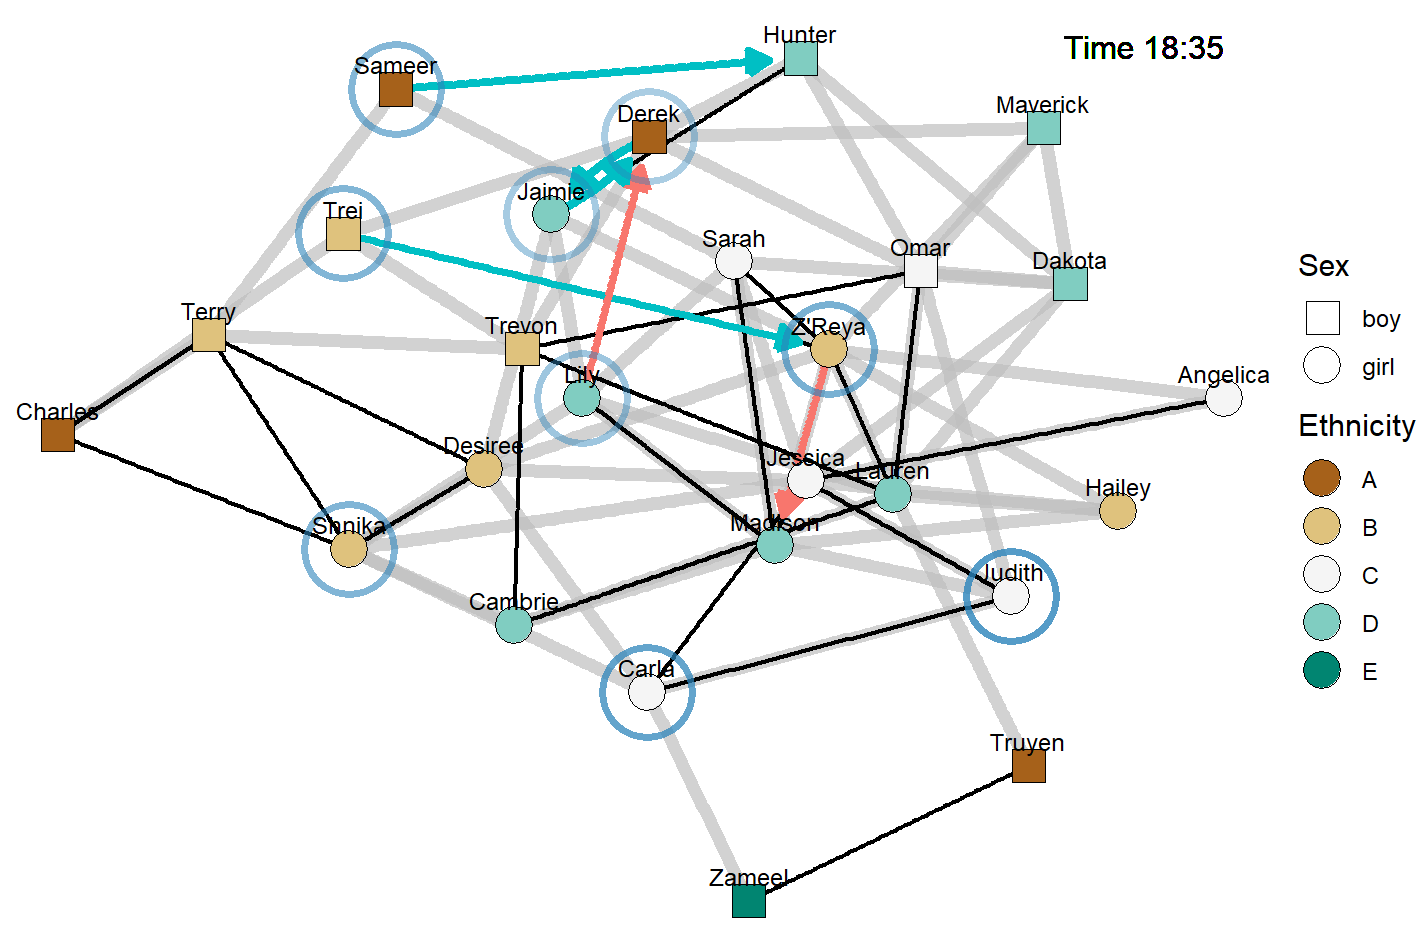 Hunter
Time 18:35
Sameer
Maverick
Derek
Jaimie
Trei
Sarah
Omar
Dakota
Sex
boy
girl
Terry
Trevon
Z'Reya
Lily
Angelica
Charles
Ethnicity
Desiree
Jessica
Lauren
A
Hailey
B
Shnika
Madison
C
Judith
Cambrie
D
Carla
E
Truyen
Zameel